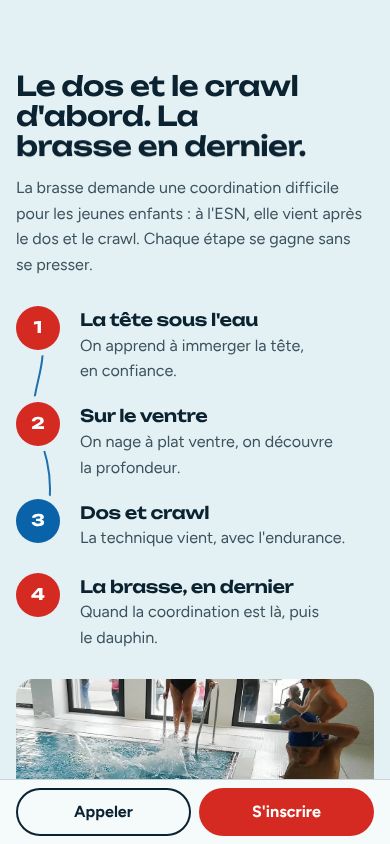 Le dos et le crawl
d'abord. La
brasse en dernier.
La brasse demande une coordination difficile
pour les jeunes enfants : à l'ESN, elle vient après
le dos et le crawl. Chaque étape se gagne sans
se presser.
1
La tête sous l'eau
On apprend à immerger la tête,
en confiance.
2
Sur le ventre
On nage à plat ventre, on découvre
la profondeur.
3
Dos et crawl
La technique vient, avec l'endurance.
4
La brasse, en dernier
Quand la coordination est là, puis
le dauphin.
Appeler
S'inscrire